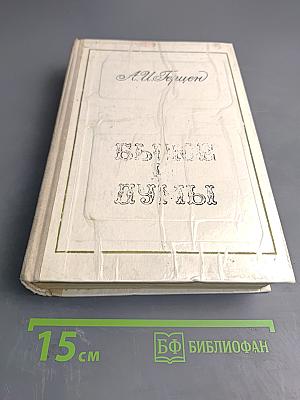 А.И.Герцен
БЫЛОЕ
И
ДУМЫ
15 см
БФ БИБЛИОФАН